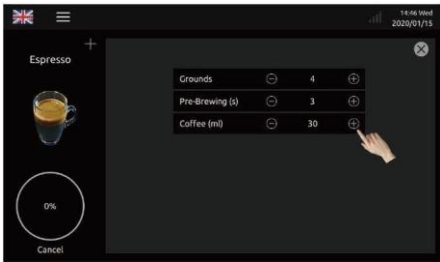 14:46 Wed
2020/01/15
Espresso
Grounds 4
Pre-Brewing (s) 3
Coffee (ml) 30
0%
Cancel